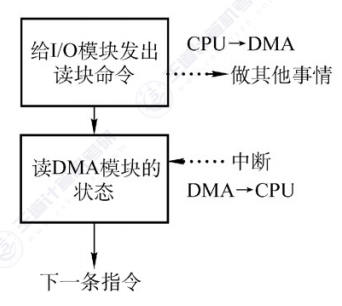 给I/O模块发出
读块命令
CPU→DMA
做其他事情
读DMA模块的
状态
中断
DMA→CPU
下一条指令